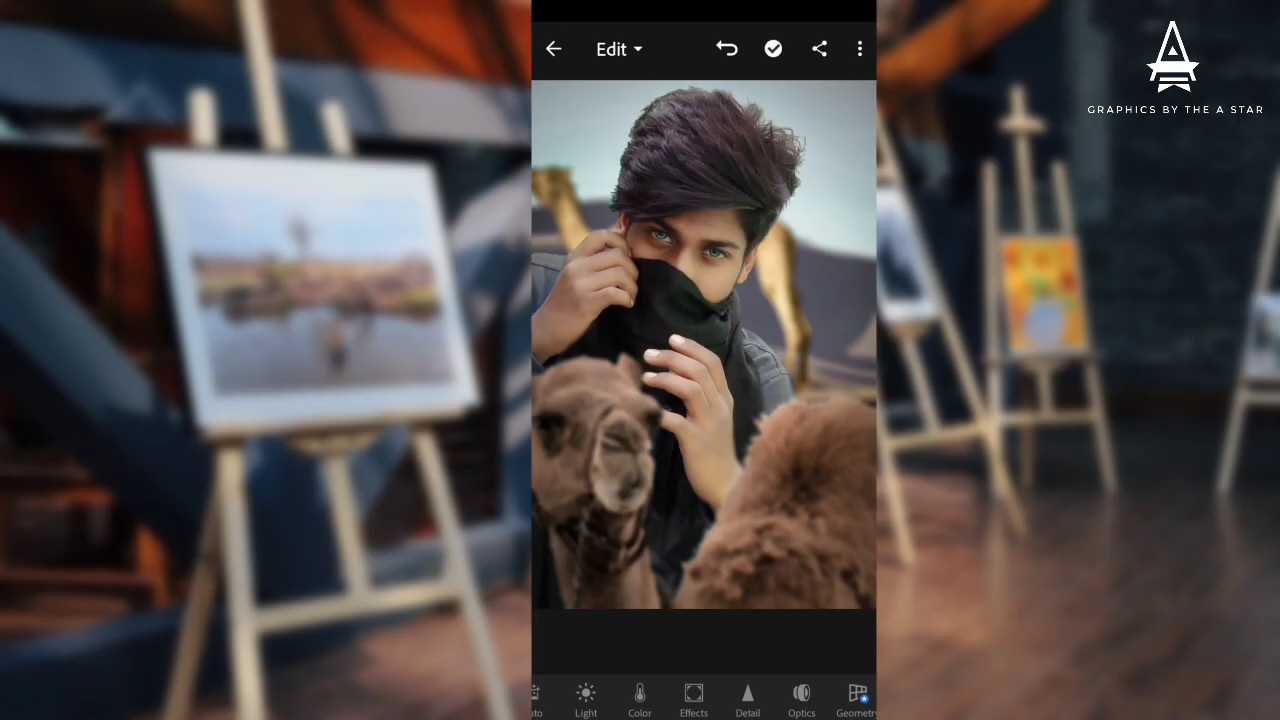 Edit
GRAPHICS BY THE A STAR
Light
Color
Effects
Detail
Optics